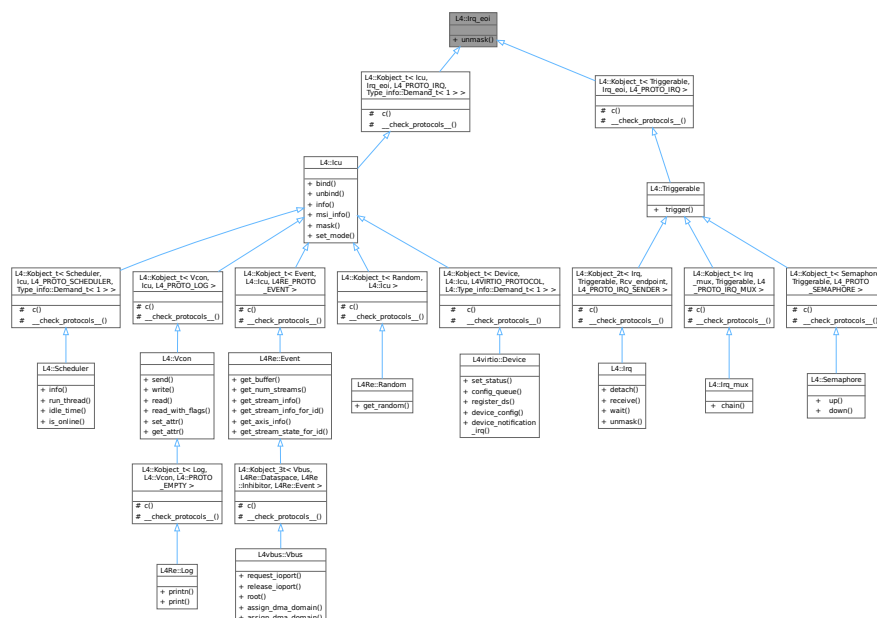 L4::Irq_eoi
+ unmask()
L4::Kobject_t< Icu,
Irq_eoi, L4_PROTO_IRQ,
Type_info::Demand_t< 1 > >
# c()
# __check_protocols__()
L4::Kobject_t< Triggerable,
Irq_eoi, L4_PROTO_IRQ >
# c()
# __check_protocols__()
L4::Icu
+ bind()
+ unbind()
+ info()
+ msi_info()
+ mask()
+ set_mode()
L4::Triggerable
+ trigger()
L4::Kobject_t< Scheduler,
Icu, L4_PROTO_SCHEDULER,
Type_info::Demand_t< 1 > >
# c()
# __check_protocols__()
L4::Kobject_t< Vcon,
Icu, L4_PROTO_LOG >
# c()
# __check_protocols__()
L4::Kobject_t< Event,
L4::Icu, L4RE_PROTO
_EVENT >
# c()
# __check_protocols__()
L4::Kobject_t< Random,
L4::Icu >
# c()
# __check_protocols__()
L4::Kobject_t< Device,
L4::Icu, L4VIRTIO_PROTOCOL,
L4::Type_info::Demand_t< 1 > >
# c()
# __check_protocols__()
L4::Kobject_2t< Irq,
Triggerable, Rcv_endpoint,
L4_PROTO_IRQ_SENDER >
# c()
# __check_protocols__()
L4::Kobject_t< Irq
_mux, Triggerable, L4
_PROTO_IRQ_MUX >
# c()
# __check_protocols__()
L4::Kobject_t< Semaphore,
Triggerable, L4_PROTO
_SEMAPHORE >
# c()
# __check_protocols__()
L4::Scheduler
+ info()
+ run_thread()
+ idle_time()
+ is_online()
L4::Vcon
+ send()
+ write()
+ read()
+ read_with_flags()
+ set_attr()
+ get_attr()
L4Re::Event
+ get_buffer()
+ get_num_streams()
+ get_stream_info()
+ get_stream_info_for_id()
+ get_axis_info()
+ get_stream_state_for_id()
L4Re::Random
+ get_random()
L4virtio::Device
+ set_status()
+ config_queue()
+ register_ds()
+ device_config()
+ device_notification
_irq()
L4::Irq
+ detach()
+ receive()
+ wait()
+ unmask()
L4::Irq_mux
+ chain()
L4::Semaphore
+ up()
+ down()
L4::Kobject_t< Log,
L4::Vcon, L4::PROTO
_EMPTY >
# c()
# __check_protocols__()
L4::Kobject_3t< Vbus,
L4Re::Dataspace, L4Re
::Inhibitor, L4Re::Event >
# c()
# __check_protocols__()
L4Re::Log
+ printn()
+ print()
L4vbus::Vbus
+ request_ioport()
+ release_ioport()
+ root()
+ assign_dma_domain()
+ assign_dma_domain()